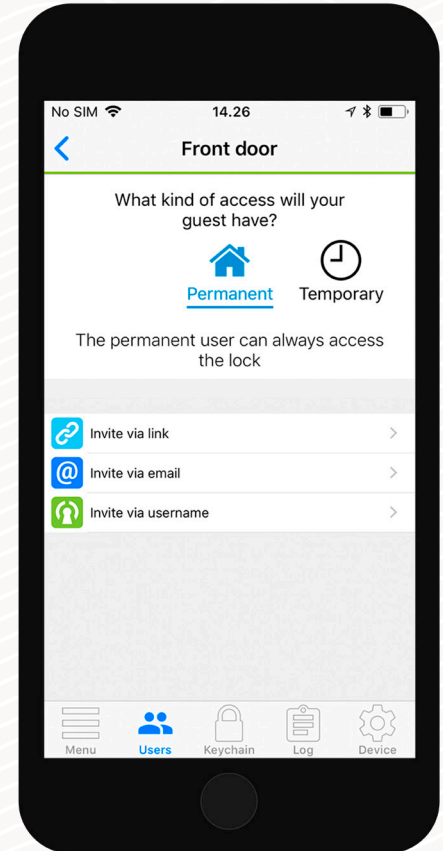 No SIM 14.26
Front door
What kind of access will your
guest have?
Permanent Temporary
The permanent user can always access
the lock
Invite via link
@ Invite via email
Invite via username
Menu Users Keychain Log Device